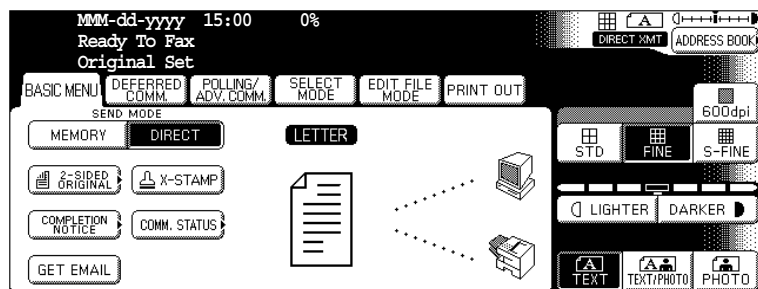 MMM-dd-yyyy 15:00 0%
Ready To Fax
Original Set
A
DIRECT XMT
ADDRESS BOOK
BASIC MENU
DEFERRED
COMM.
POLLING/
ADV. COMM.
SELECT
MODE
EDIT FILE
MODE
PRINT OUT
SEND MODE
MEMORY
DIRECT
LETTER
2-SIDED
ORIGINAL
X-STAMP
COMPLETION
NOTICE
COMM. STATUS
GET EMAIL
600dpi
STD
FINE
S-FINE
LIGHTER
DARKER
A
TEXT
A
TEXT/PHOTO
PHOTO